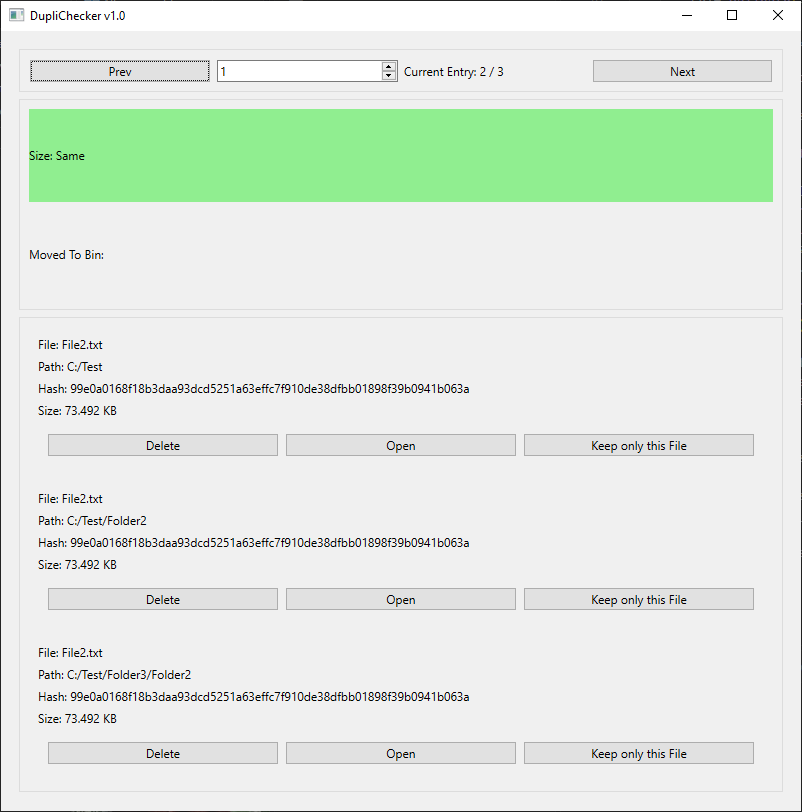 DupliChecker v1.0
Prev 1 Current Entry: 2 / 3 Next
Size: Same
Moved To Bin:
File: File2.txt
Path: C:/Test
Hash: 99e0a0168f18b3daa93dcd5251a63effc7f910de38dfbb01898f39b0941b063a
Size: 73.492 KB
Delete Open Keep only this File
File: File2.txt
Path: C:/Test/Folder2
Hash: 99e0a0168f18b3daa93dcd5251a63effc7f910de38dfbb01898f39b0941b063a
Size: 73.492 KB
Delete Open Keep only this File
File: File2.txt
Path: C:/Test/Folder3/Folder2
Hash: 99e0a0168f18b3daa93dcd5251a63effc7f910de38dfbb01898f39b0941b063a
Size: 73.492 KB
Delete Open Keep only this File